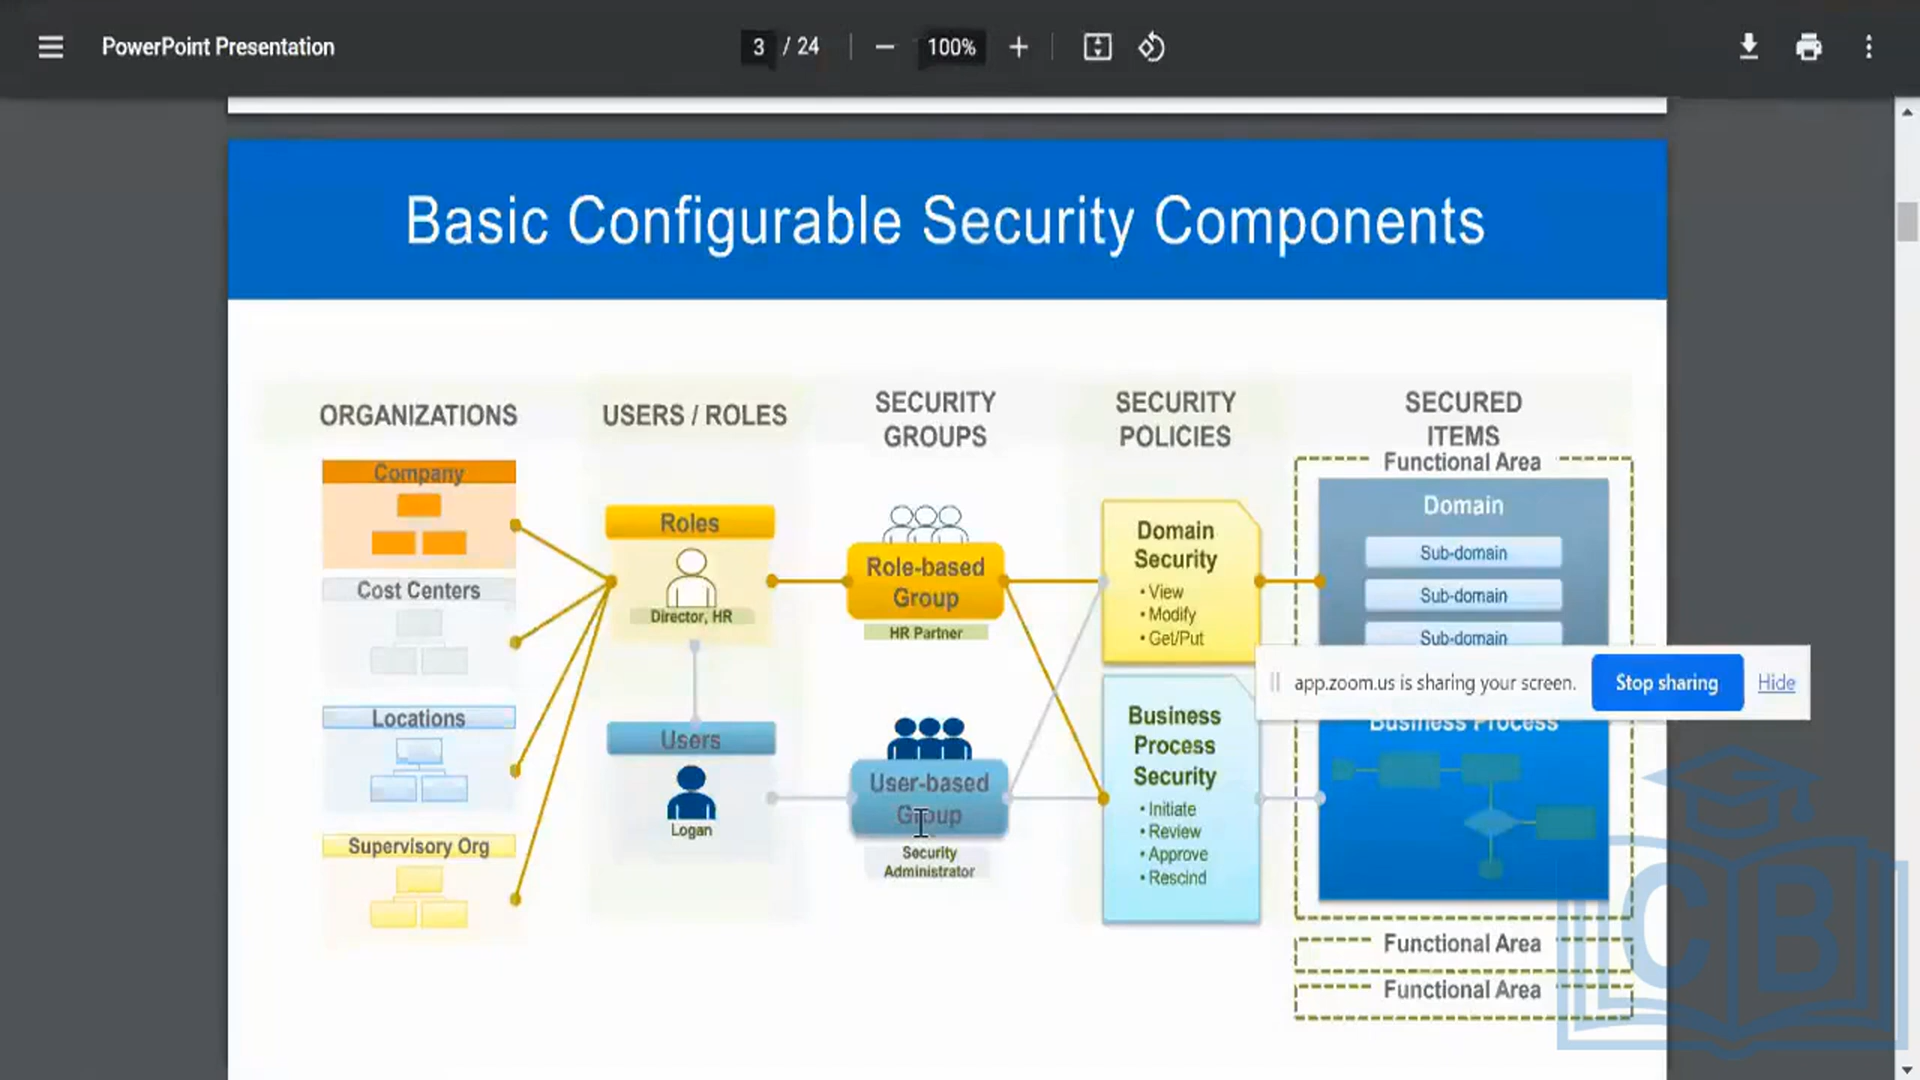 PowerPoint Presentation
3 / 24
100%
Basic Configurable Security Components
ORGANIZATIONS
Company
Cost Centers
Locations
Supervisory Org
USERS / ROLES
Roles
Director, HR
Users
Logan
SECURITY
GROUPS
Role-based
Group
HR Partner
User-based
Group
Security
Administrator
SECURITY
POLICIES
Domain
Security
• View
• Modify
• Get/Put
Business
Process
Security
• Initiate
• Review
• Approve
• Rescind
SECURED
ITEMS
Functional Area
Domain
Sub-domain
Sub-domain
Sub-domain
app.zoom.us is sharing your screen.
Stop sharing
Hide
Business Process
Functional Area
Functional Area
CB